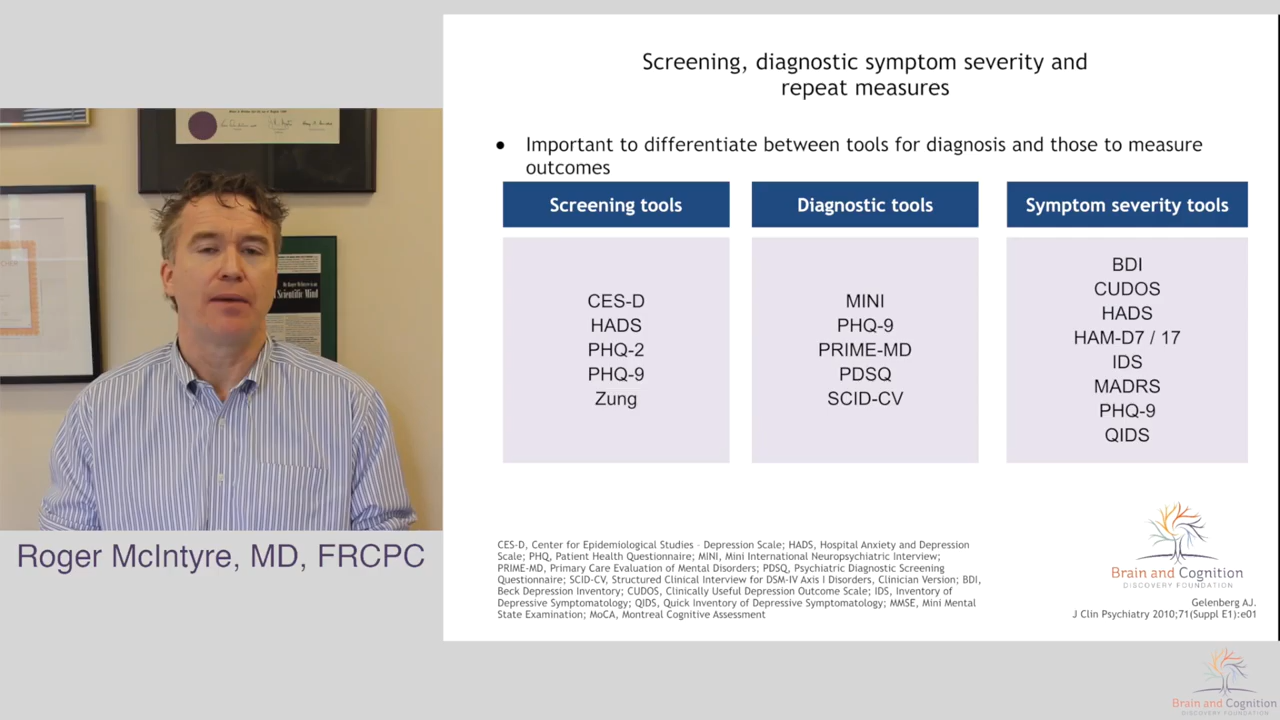 Screening, diagnostic symptom severity and
repeat measures
● Important to differentiate between tools for diagnosis and those to measure
outcomes
Screening tools
CES-D
HADS
PHQ-2
PHQ-9
Zung
Diagnostic tools
MINI
PHQ-9
PRIME-MD
PDSQ
SCID-CV
Symptom severity tools
BDI
CUDOS
HADS
HAM-D7 / 17
IDS
MADRS
PHQ-9
QIDS
CES-D, Center for Epidemiological Studies – Depression Scale; HADS, Hospital Anxiety and Depression
Scale; PHQ, Patient Health Questionnaire; MINI, Mini International Neuropsychiatric Interview;
PRIME-MD, Primary Care Evaluation of Mental Disorders; PDSQ, Psychiatric Diagnostic Screening
Questionnaire; SCID-CV, Structured Clinical Interview for DSM-IV Axis I Disorders, Clinician Version; BDI,
Beck Depression Inventory; CUDOS, Clinically Useful Depression Outcome Scale; IDS, Inventory of
Depressive Symptomatology; QIDS, Quick Inventory of Depressive Symptomatology; MMSE, Mini Mental
State Examination; MoCA, Montreal Cognitive Assessment
Brain and Cognition
DISCOVERY FOUNDATION
Gelenberg AJ.
J Clin Psychiatry 2010;71(Suppl E1):e01
Scientific Mind
Roger McIntyre, MD, FRCPC
Brain and Cognition
DISCOVERY FOUNDATION